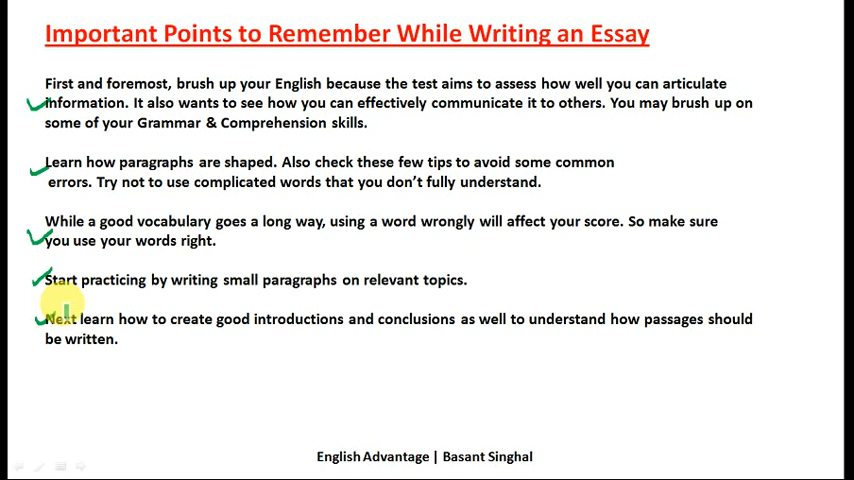 Important Points to Remember While Writing an Essay
First and foremost, brush up your English because the test aims to assess how well you can articulate
information. It also wants to see how you can effectively communicate it to others. You may brush up on
some of your Grammar & Comprehension skills.
Learn how paragraphs are shaped. Also check these few tips to avoid some common
errors. Try not to use complicated words that you don't fully understand.
While a good vocabulary goes a long way, using a word wrongly will affect your score. So make sure
you use your words right.
Start practicing by writing small paragraphs on relevant topics.
Next learn how to create good introductions and conclusions as well to understand how passages should
be written.
English Advantage | Basant Singhal